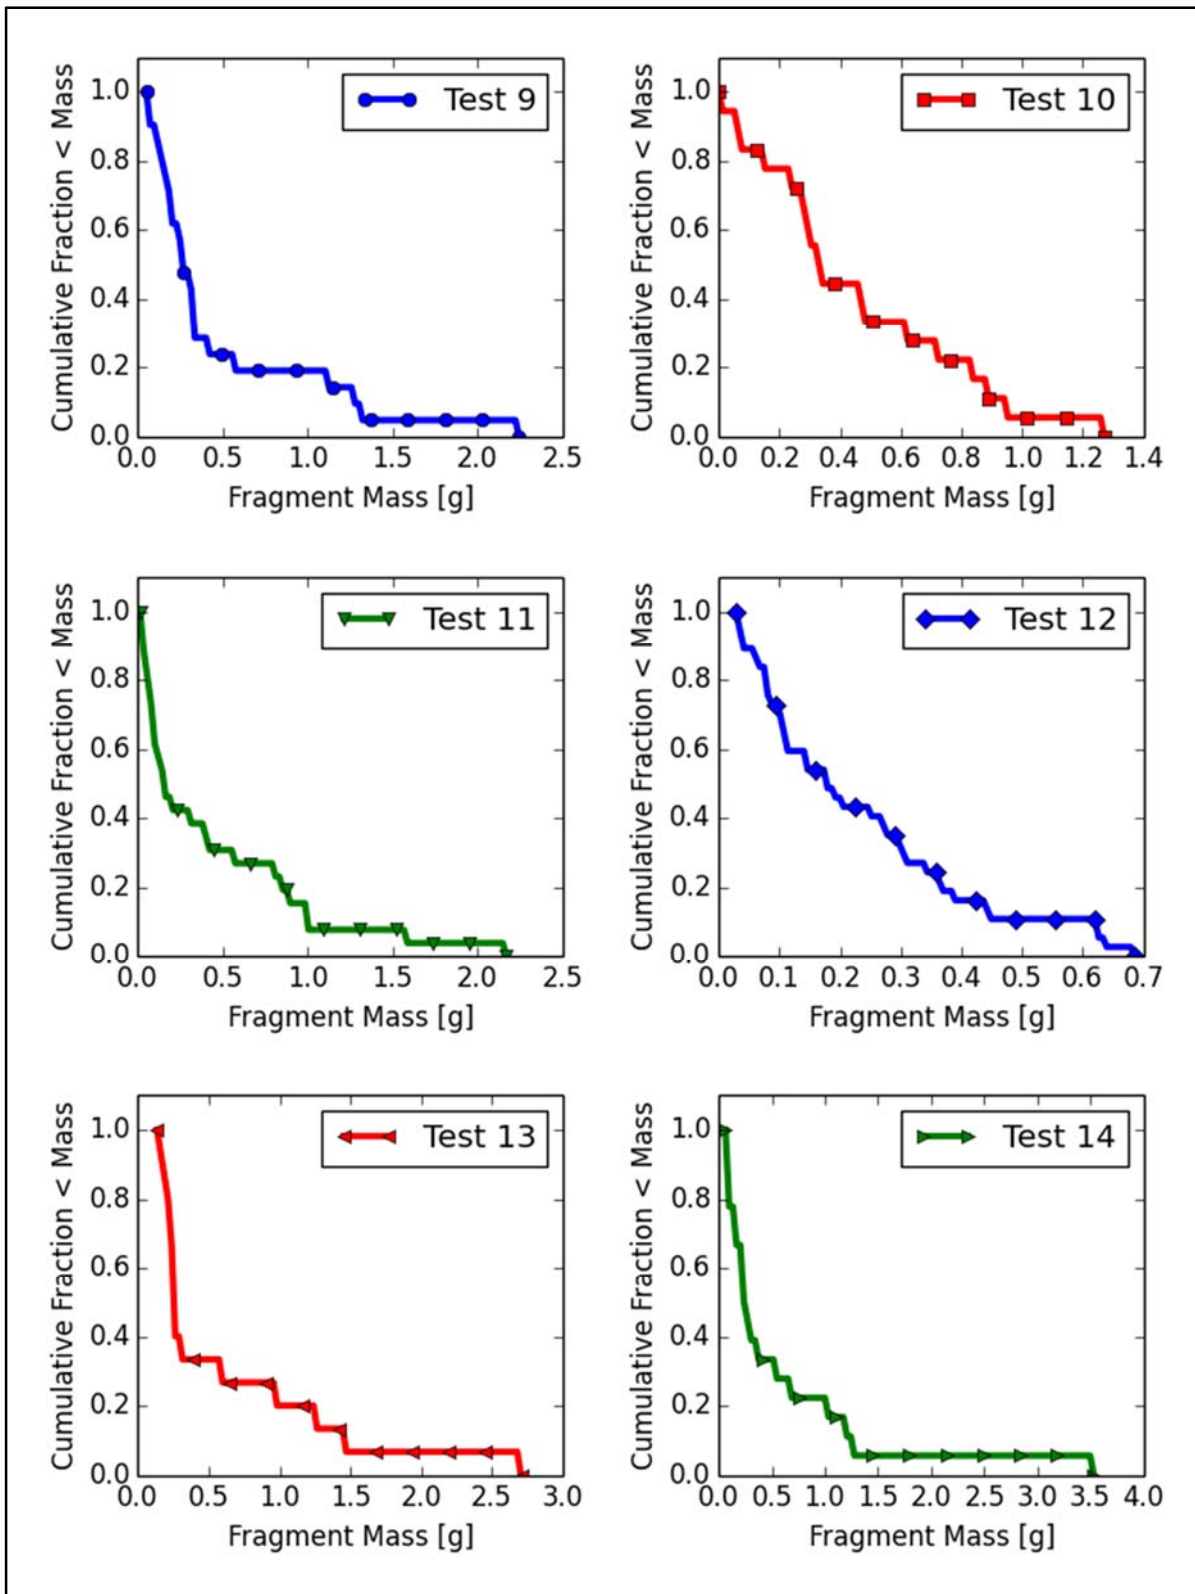 Cumulative Fraction < Mass
1.0
0.8
0.6
0.4
0.2
0.0
Test 9
0.0 0.5 1.0 1.5 2.0 2.5
Fragment Mass [g]
Cumulative Fraction < Mass
1.0
0.8
0.6
0.4
0.2
0.0
Test 10
0.0 0.2 0.4 0.6 0.8 1.0 1.2 1.4
Fragment Mass [g]
Cumulative Fraction < Mass
1.0
0.8
0.6
0.4
0.2
0.0
Test 11
0.0 0.5 1.0 1.5 2.0 2.5
Fragment Mass [g]
Cumulative Fraction < Mass
1.0
0.8
0.6
0.4
0.2
0.0
Test 12
0.0 0.1 0.2 0.3 0.4 0.5 0.6 0.7
Fragment Mass [g]
Cumulative Fraction < Mass
1.0
0.8
0.6
0.4
0.2
0.0
Test 13
0.0 0.5 1.0 1.5 2.0 2.5 3.0
Fragment Mass [g]
Cumulative Fraction < Mass
1.0
0.8
0.6
0.4
0.2
0.0
Test 14
0.0 0.5 1.0 1.5 2.0 2.5 3.0 3.5 4.0
Fragment Mass [g]